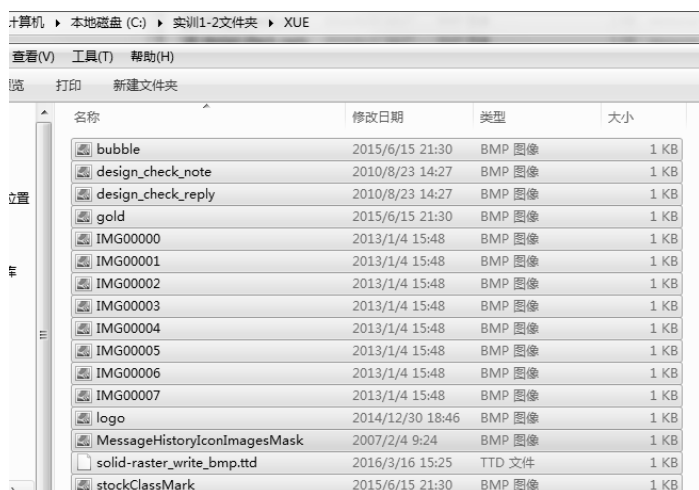 计算机 ▸ 本地磁盘 (C:) ▸ 实训1-2文件夹 ▸ XUE
查看(V) 工具(T) 帮助(H)
打印 新建文件夹
名称 修改日期 类型 大小
bubble 2015/6/15 21:30 BMP 图像 1 KB
design_check_note 2010/8/23 14:27 BMP 图像 1 KB
design_check_reply 2010/8/23 14:27 BMP 图像 1 KB
位置
gold 2015/6/15 21:30 BMP 图像 1 KB
IMG00000 2013/1/4 15:48 BMP 图像 1 KB
IMG00001 2013/1/4 15:48 BMP 图像 1 KB
库
IMG00002 2013/1/4 15:48 BMP 图像 1 KB
IMG00003 2013/1/4 15:48 BMP 图像 1 KB
IMG00004 2013/1/4 15:48 BMP 图像 1 KB
IMG00005 2013/1/4 15:48 BMP 图像 1 KB
IMG00006 2013/1/4 15:48 BMP 图像 1 KB
IMG00007 2013/1/4 15:48 BMP 图像 1 KB
logo 2014/12/30 18:46 BMP 图像 1 KB
MessageHistoryIconImagesMask 2007/2/4 9:24 BMP 图像 1 KB
solid-raster_write_bmp.ttd 2016/3/16 15:25 TTD 文件 1 KB
stockClassMark 2015/6/15 21:30 BMP 图像 1 KB